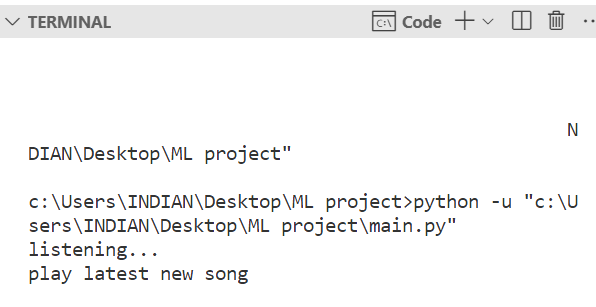 TERMINAL
Code
N
DIAN\Desktop\ML project"
c:\Users\INDIAN\Desktop\ML project>python -u "c:\U
sers\INDIAN\Desktop\ML project\main.py"
listening...
play latest new song